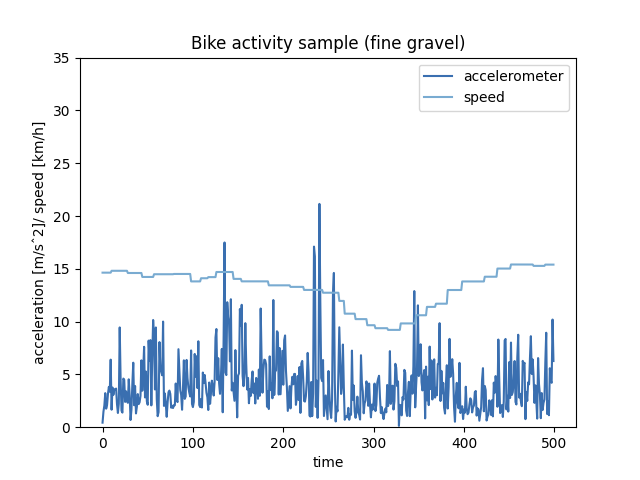 Bike activity sample (fine gravel)
accelerometer
speed
acceleration [m/s^2]/ speed [km/h]
35
30
25
20
15
10
5
0
0 100 200 300 400 500
time